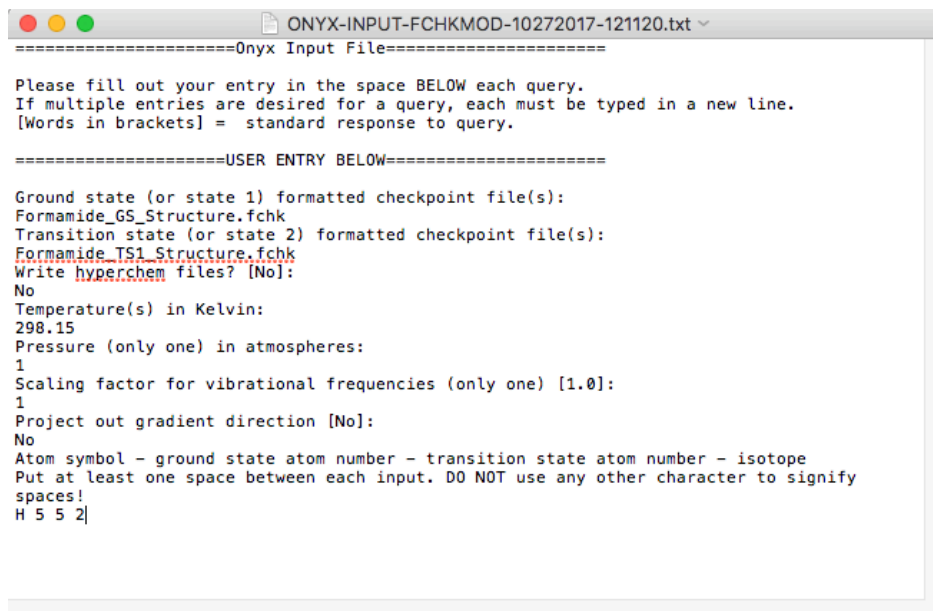 ONYX-INPUT-FCHKMOD-10272017-121120.txt
======================Onyx Input File======================
Please fill out your entry in the space BELOW each query.
If multiple entries are desired for a query, each must be typed in a new line.
[Words in brackets] =  standard response to query.
=====================USER ENTRY BELOW======================
Ground state (or state 1) formatted checkpoint file(s):
Formamide_GS_Structure.fchk
Transition state (or state 2) formatted checkpoint file(s):
Formamide_TS1_Structure.fchk
Write hyperchem files? [No]:
No
Temperature(s) in Kelvin:
298.15
Pressure (only one) in atmospheres:
1
Scaling factor for vibrational frequencies (only one) [1.0]:
1
Project out gradient direction [No]:
No
Atom symbol – ground state atom number – transition state atom number – isotope
Put at least one space between each input. DO NOT use any other character to signify
spaces!
H 5 5 2